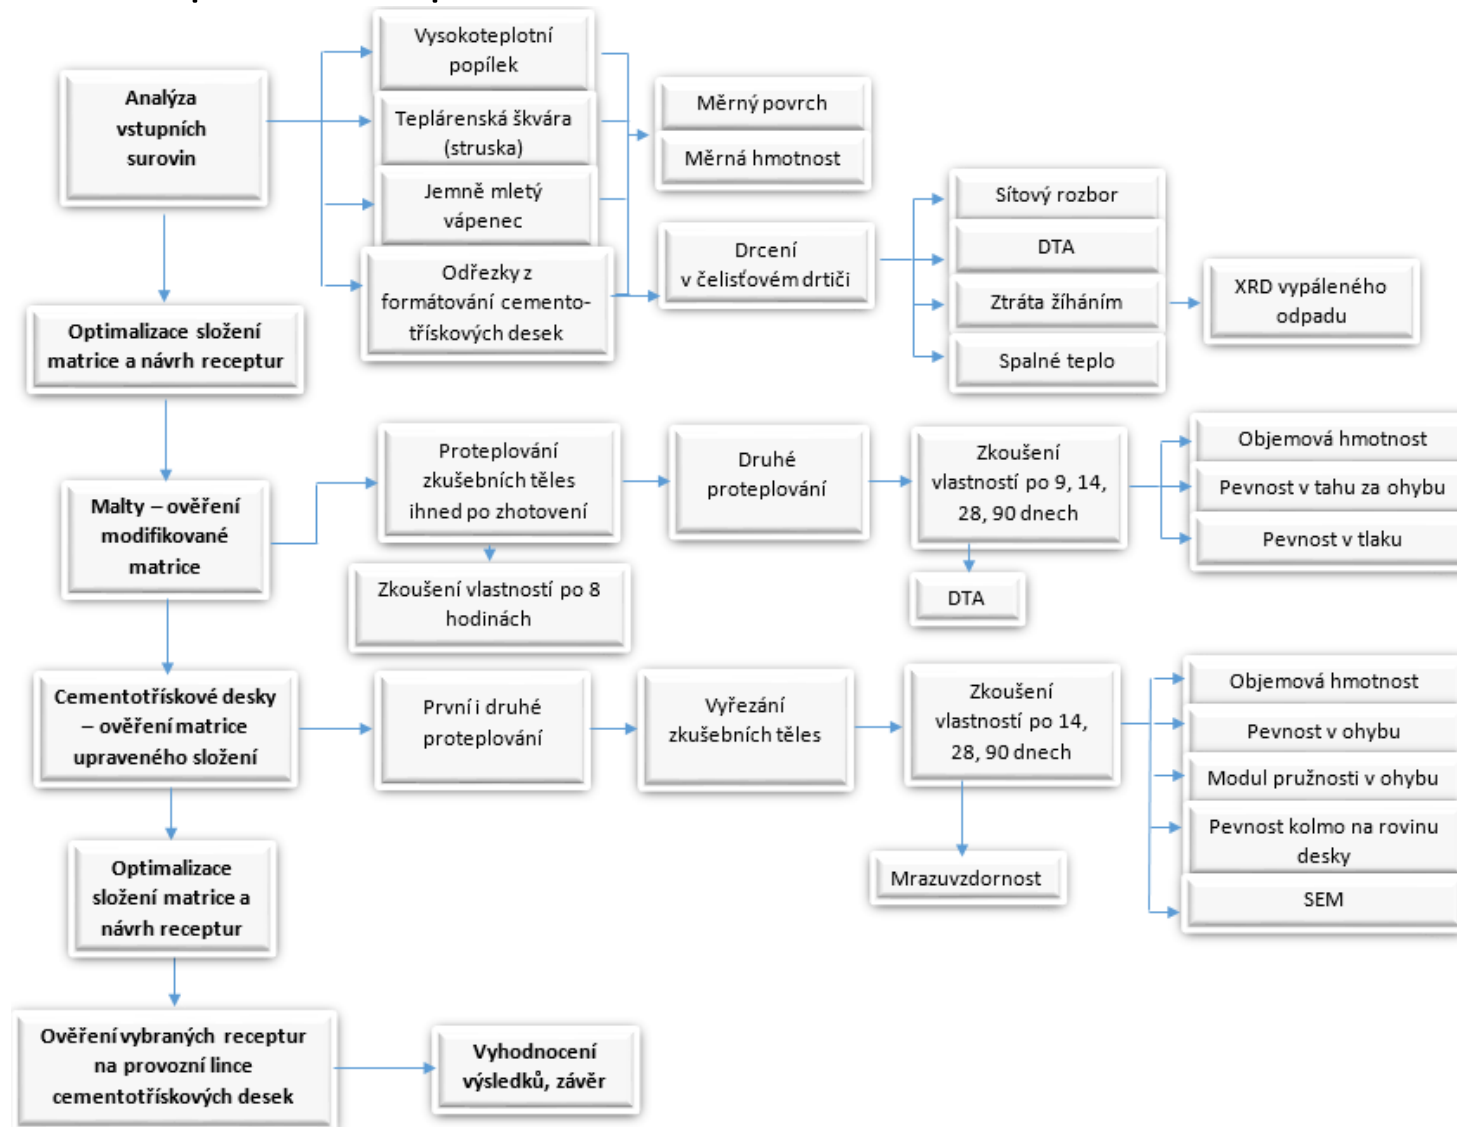 Analýza
vstupních
surovin
Vysokoteplotní
popílek
Teplárenská škvára
(struska)
Jemně mletý
vápenec
Odřezky z
formátování cemento-
třískových desek
Měrný povrch
Měrná hmotnost
Drcení
v čelisťovém drtiči
Sítový rozbor
DTA
Ztráta žíháním
Spalné teplo
XRD vypáleného
odpadu
Optimalizace složení
matrice a návrh receptur
Malty – ověření
modifikované
matrice
Proteplování
zkušebních těles
ihned po zhotovení
Zkoušení vlastností po 8
hodinách
Druhé
proteplování
Zkoušení
vlastností po 9, 14,
28, 90 dnech
DTA
Objemová hmotnost
Pevnost v tahu za ohybu
Pevnost v tlaku
Cementotřískové desky
– ověření matrice
upraveného složení
První i druhé
proteplování
Vyřezání
zkušebních těles
Zkoušení
vlastností po 14,
28, 90 dnech
Mrazuvzdornost
Objemová hmotnost
Pevnost v ohybu
Modul pružnosti v ohybu
Pevnost kolmo na rovinu
desky
SEM
Optimalizace
složení matrice a
návrh receptur
Ověření vybraných receptur
na provozní lince
cementotřískových desek
Vyhodnocení
výsledků, závěr